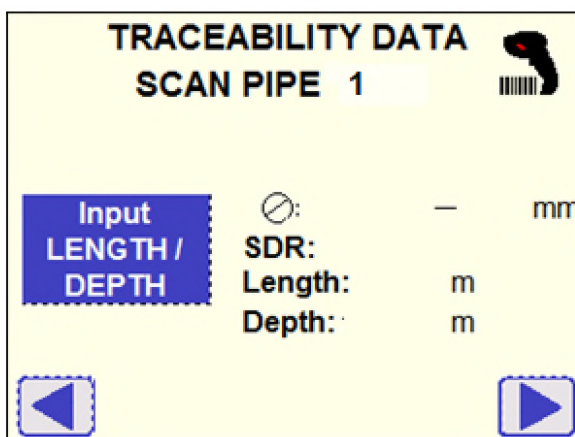 TRACEABILITY DATA
SCAN PIPE 1
Input
LENGTH /
DEPTH
⌀: – mm
SDR:
Length: m
Depth: m